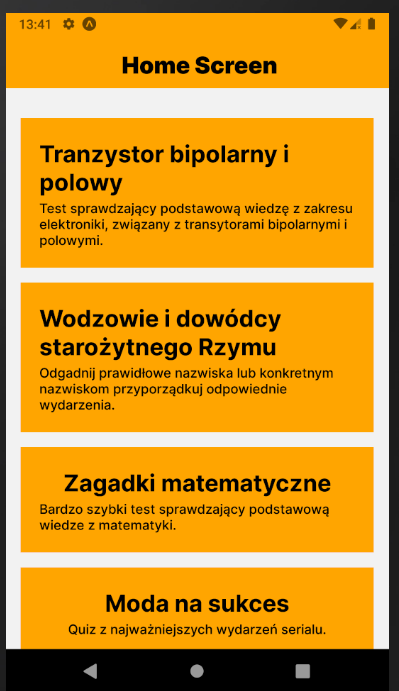 13:41
Home Screen
Tranzystor bipolarny i
polowy
Test sprawdzający podstawową wiedzę z zakresu
elektroniki, związany z transytorami bipolarnymi i
polowymi.
Wodzowie i dowódcy
starożytnego Rzymu
Odgadnij prawidłowe nazwiska lub konkretnym
nazwiskom przyporządkuj odpowiednie
wydarzenia.
Zagadki matematyczne
Bardzo szybki test sprawdzający podstawową
wiedze z matematyki.
Moda na sukces
Quiz z najważniejszych wydarzeń serialu.